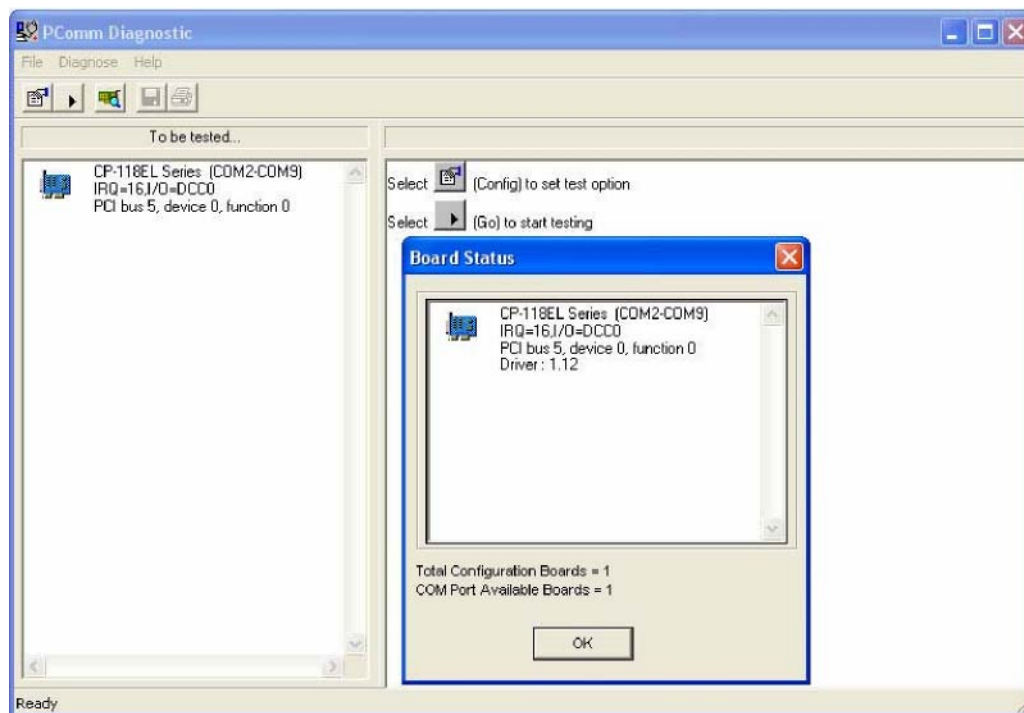 PComm Diagnostic
File Diagnose Help
To be tested...
CP-118EL Series (COM2-COM9)
IRQ=16,I/O=DCC0
PCI bus 5, device 0, function 0
Select (Config) to set test option
Select (Go) to start testing
Board Status
CP-118EL Series (COM2-COM9)
IRQ=16,I/O=DCC0
PCI bus 5, device 0, function 0
Driver : 1.12
Total Configuration Boards = 1
COM Port Available Boards = 1
OK
Ready